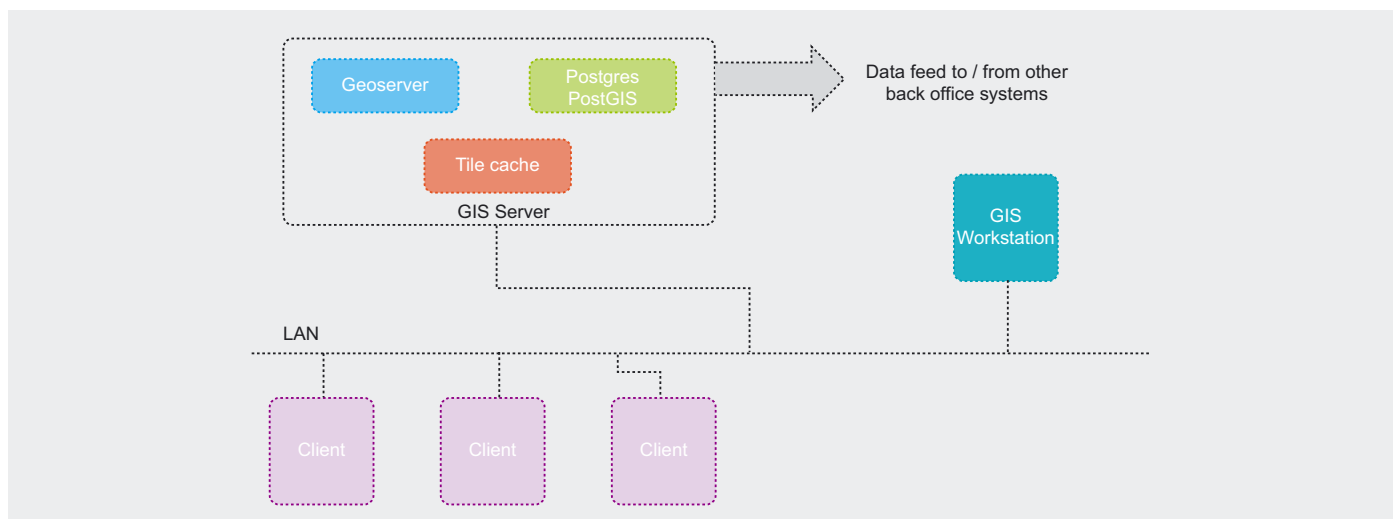 Geoserver
Postgres
PostGIS
Data feed to / from other
back office systems
Tile cache
GIS Server
GIS
Workstation
LAN
Client
Client
Client